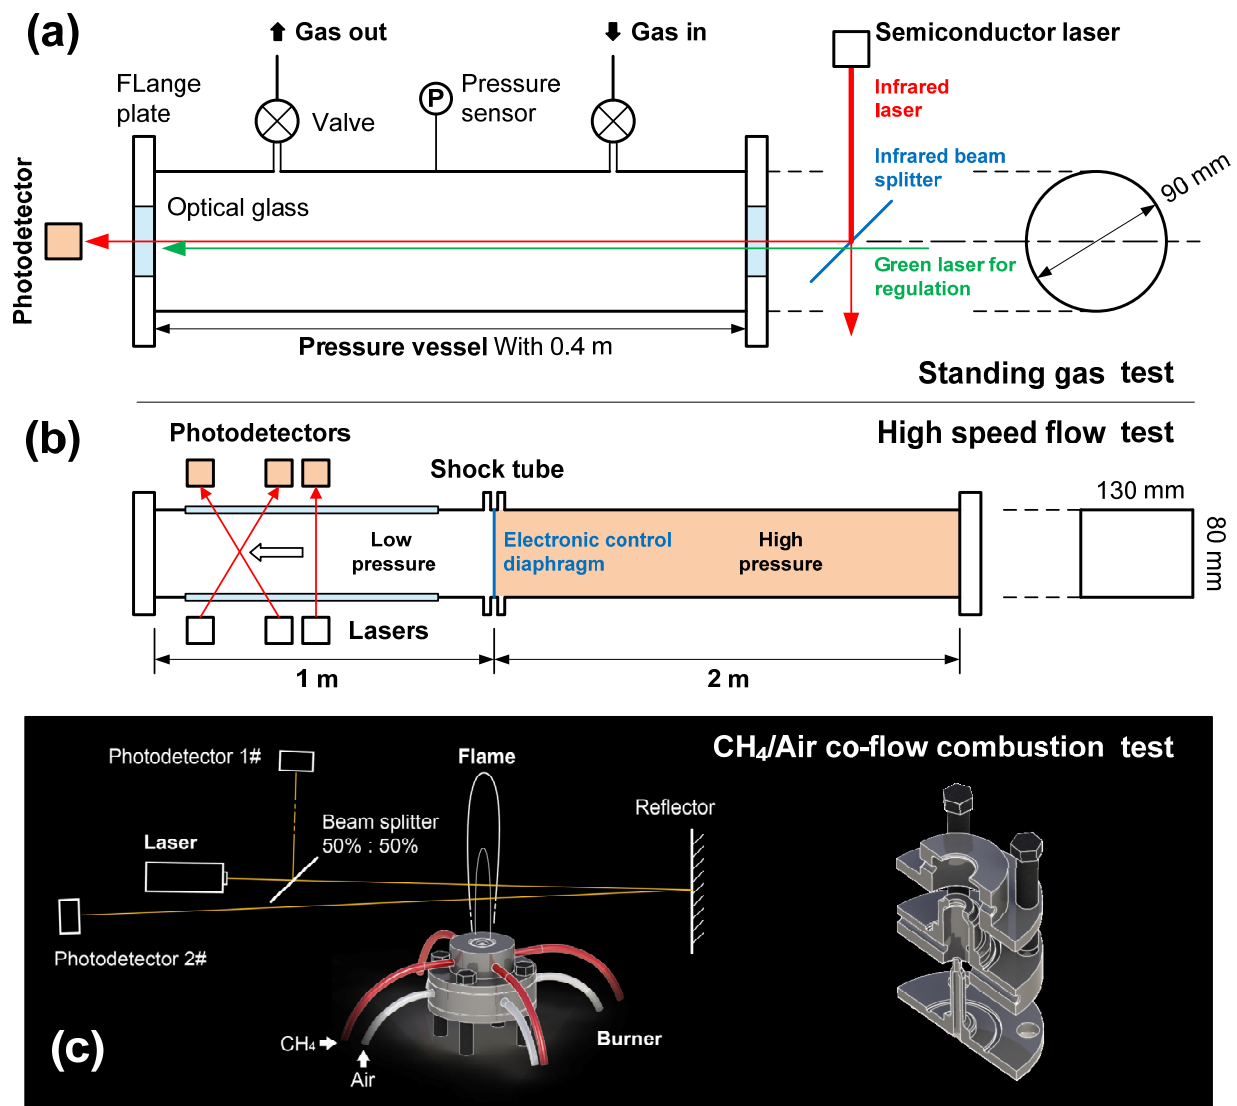 (a)
Gas out
Gas in
Semiconductor laser
FLange
plate
Valve
P
Pressure
sensor
Infrared
laser
Infrared beam
splitter
90 mm
Photodetector
Optical glass
Green laser for
regulation
Pressure vessel With 0.4 m
Standing gas test
(b)
High speed flow test
Photodetectors
Shock tube
Low
pressure
Electronic control
diaphragm
High
pressure
130 mm
80 mm
Lasers
1 m
2 m
CH₄/Air co-flow combustion test
Photodetector 1#
Flame
Reflector
Laser
Beam splitter
50% : 50%
Photodetector 2#
CH₄
Air
Burner
(c)